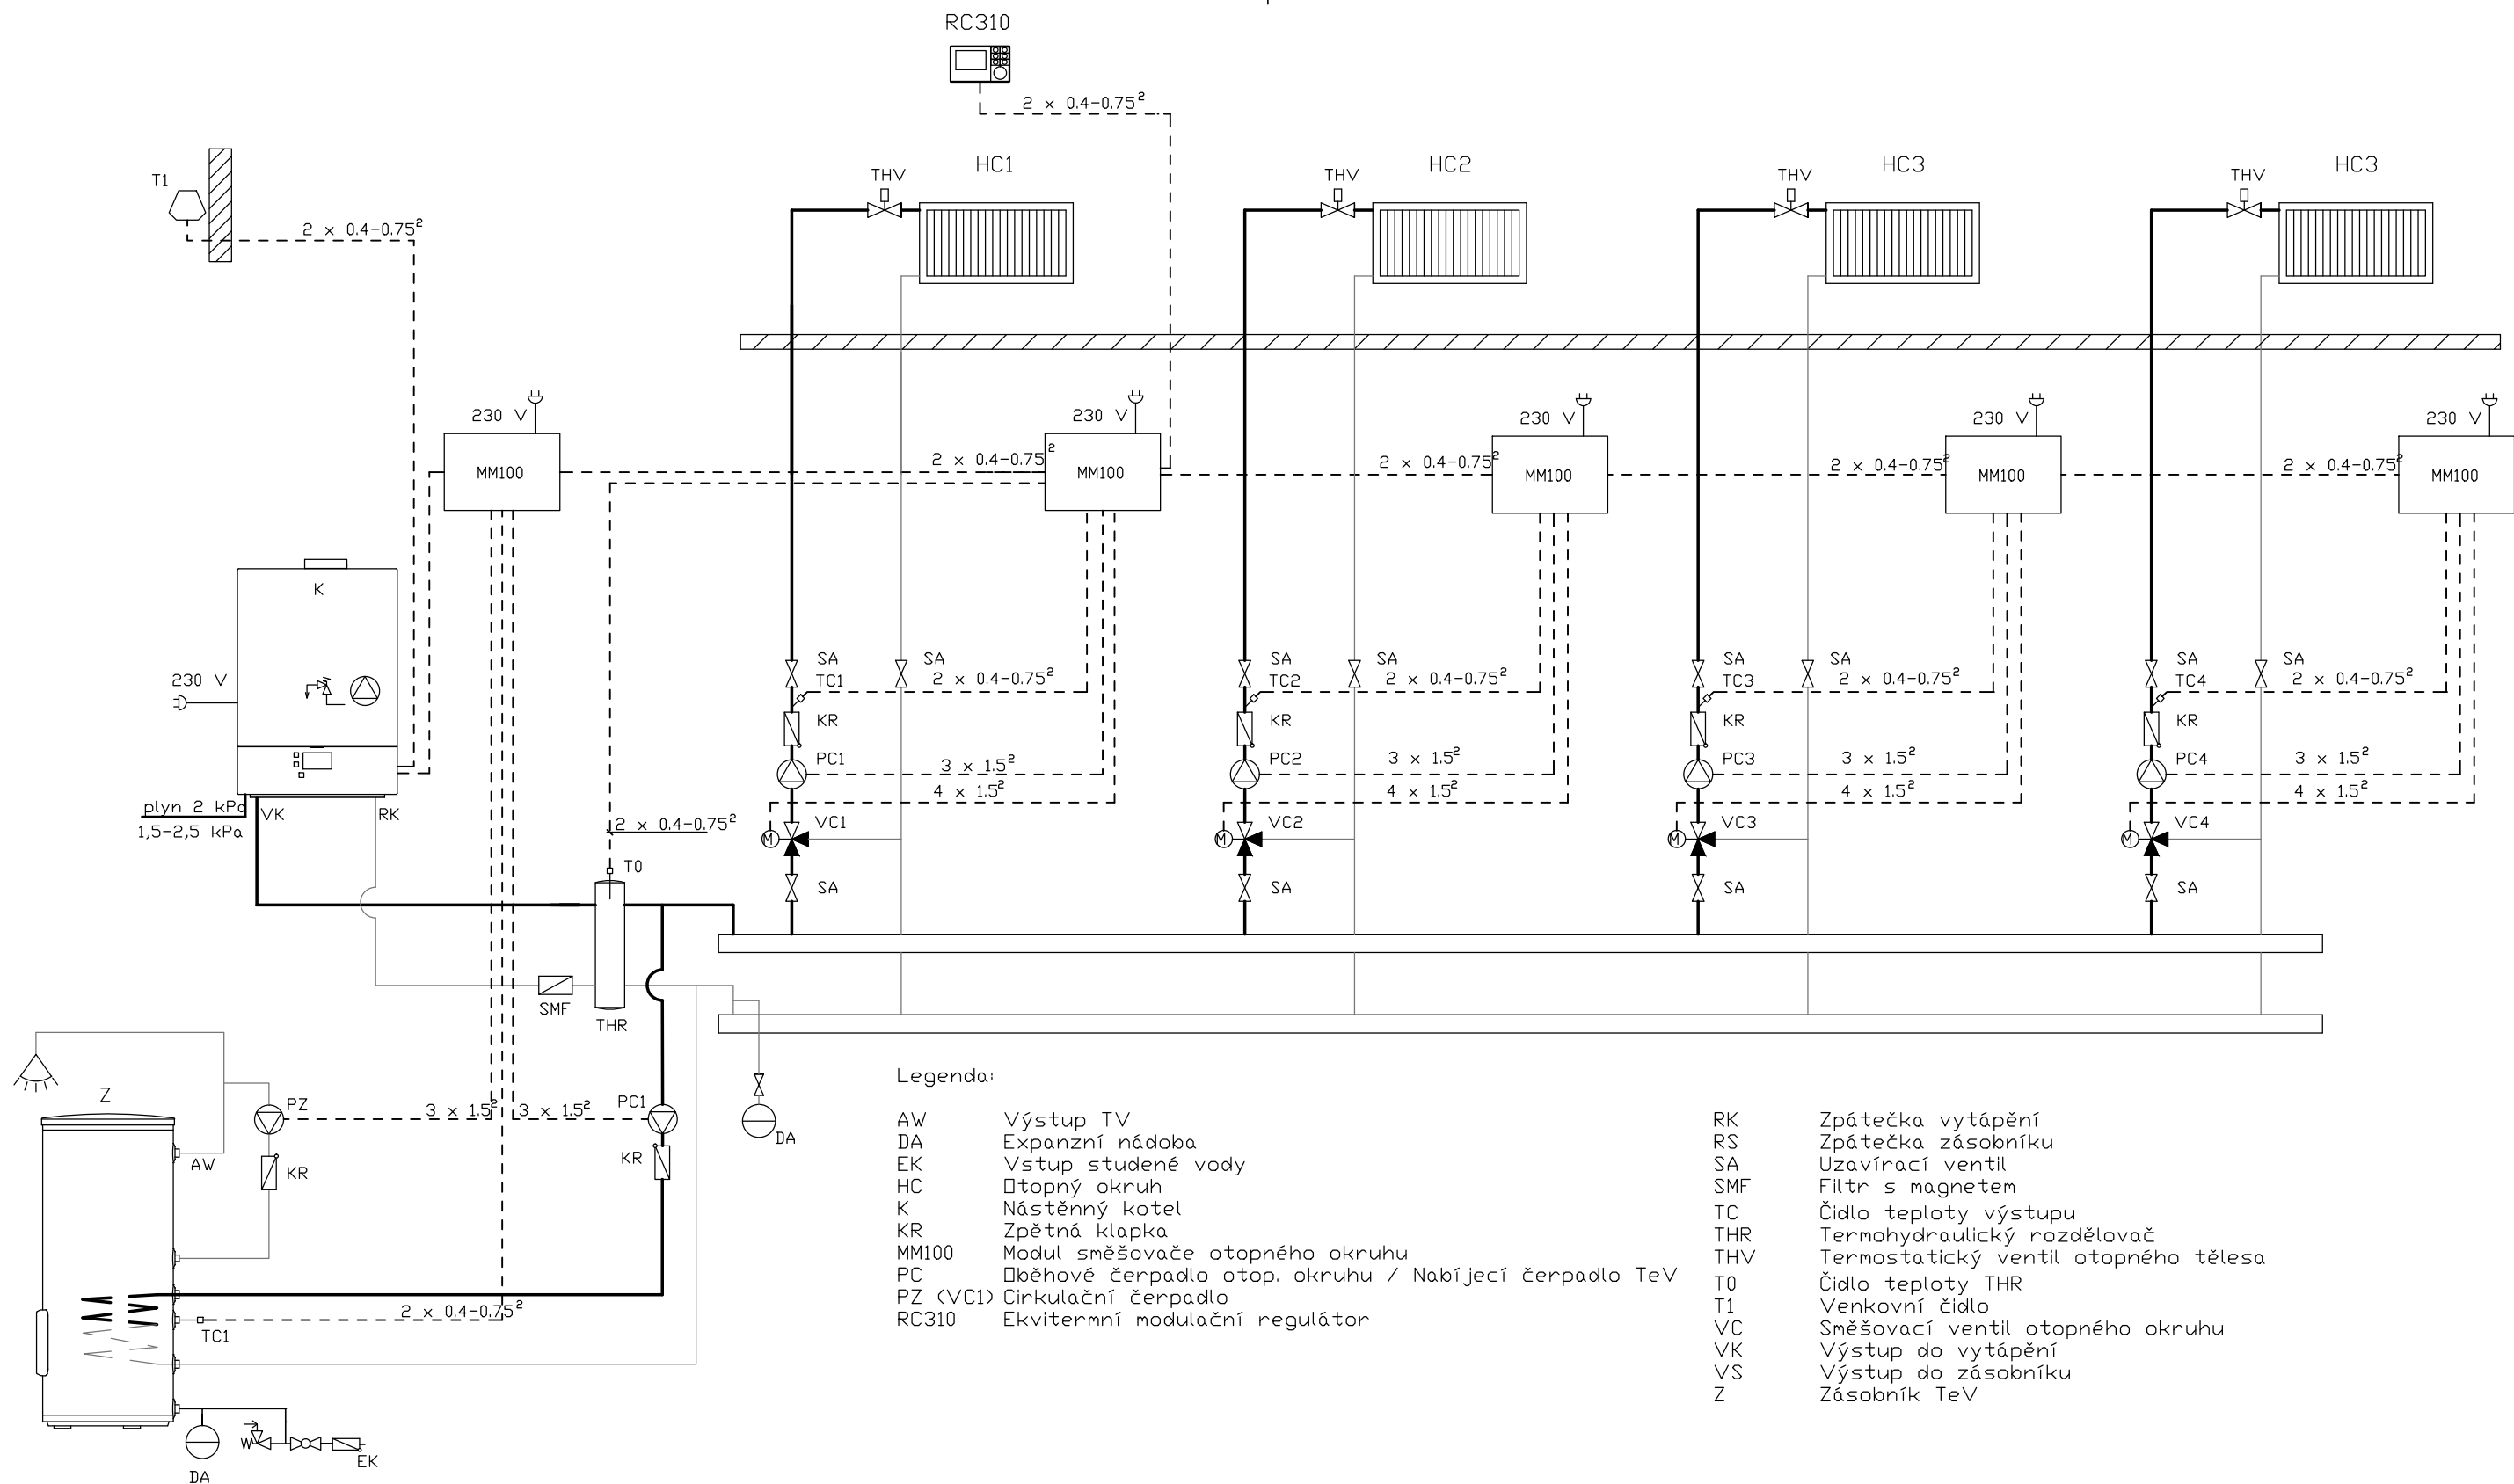 RC310
2 x 0.4-0.75²
T1
2 x 0.4-0.75²
THV HC1
THV HC2
THV HC3
THV HC3
230 V
230 V
230 V
230 V
230 V
MM100
2 x 0.4-0.75²
MM100
2 x 0.4-0.75²
MM100
2 x 0.4-0.75²
MM100
2 x 0.4-0.75²
MM100
K
230 V
SA SA
TC1 2 x 0.4-0.75²
KR
PC1 3 x 1.5²
4 x 1.5²
M VC1
SA
SA SA
TC2 2 x 0.4-0.75²
KR
PC2 3 x 1.5²
4 x 1.5²
M VC2
SA
SA SA
TC3 2 x 0.4-0.75²
KR
PC3 3 x 1.5²
4 x 1.5²
M VC3
SA
SA SA
TC4 2 x 0.4-0.75²
KR
PC4 3 x 1.5²
4 x 1.5²
M VC4
SA
plyn 2 kPa
1,5-2,5 kPa
VK RK
2 x 0.4-0.75²
T0
SMF
THR
Z
PZ
3 x 1.5²
3 x 1.5²
PC1
AW
KR
KR
DA
2 x 0.4-0.75²
TC1
W
EK
DA
Legenda:
AW Výstup TV
DA Expanzní nádoba
EK Vstup studené vody
HC □topný okruh
K Nástěnný kotel
KR Zpětná klapka
MM100 Modul směšovače otopného okruhu
PC □běhové čerpadlo otop. okruhu / Nabíjecí čerpadlo TeV
PZ (VC1) Cirkulační čerpadlo
RC310 Ekvitermní modulační regulátor
RK Zpátečka vytápění
RS Zpátečka zásobníku
SA Uzavírací ventil
SMF Filtr s magnetem
TC Čidlo teploty výstupu
THR Termohydraulický rozdělovač
THV Termostatický ventil otopného tělesa
T0 Čidlo teploty THR
T1 Venkovní čidlo
VC Směšovací ventil otopného okruhu
VK Výstup do vytápění
VS Výstup do zásobníku
Z Zásobník TeV